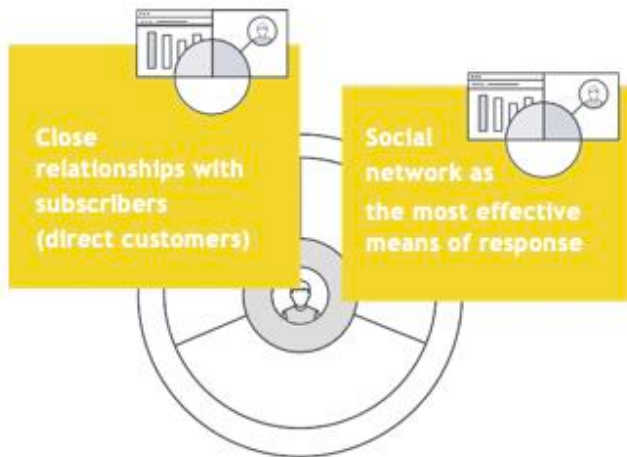 Close
relationships with
subscribers
(direct customers)
Social
network as
the most effective
means of response